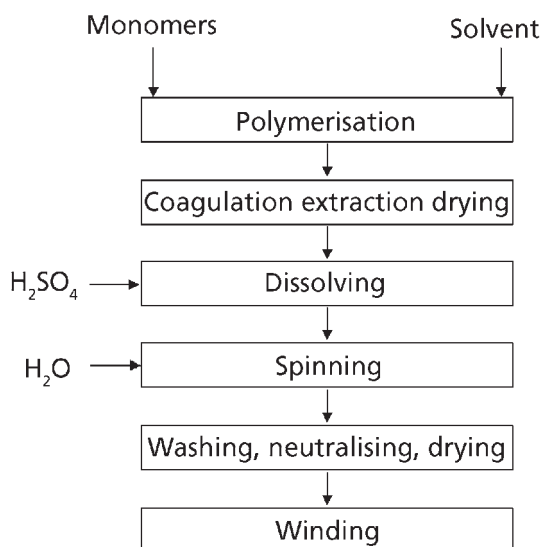 Monomers
Solvent
Polymerisation
Coagulation extraction drying
H₂SO₄
Dissolving
H₂O
Spinning
Washing, neutralising, drying
Winding